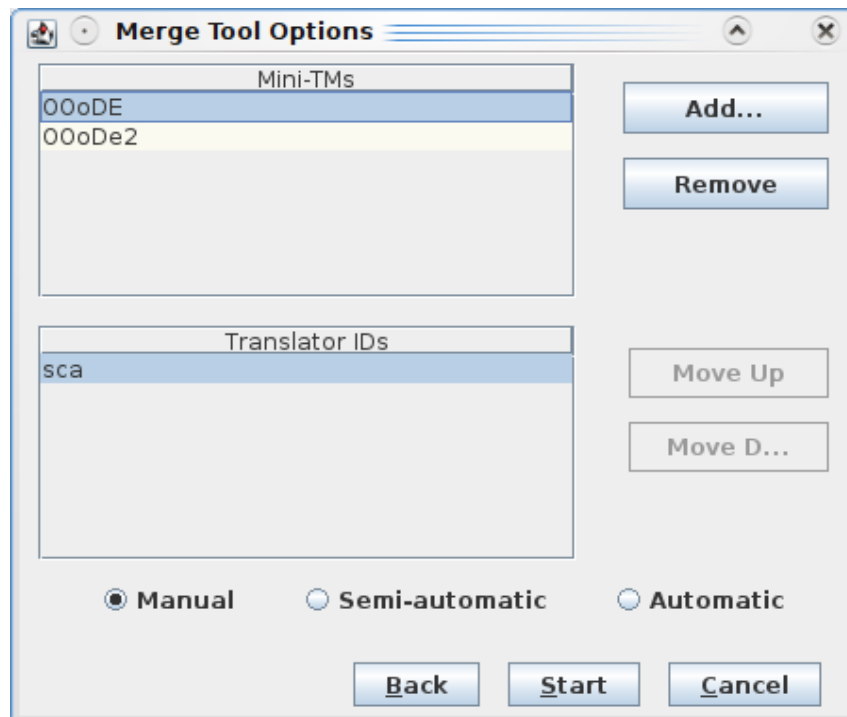 Merge Tool Options
Mini-TMs
OOoDE
OOoDe2
Add...
Remove
Translator IDs
sca
Move Up
Move D...
Manual
Semi-automatic
Automatic
Back
Start
Cancel